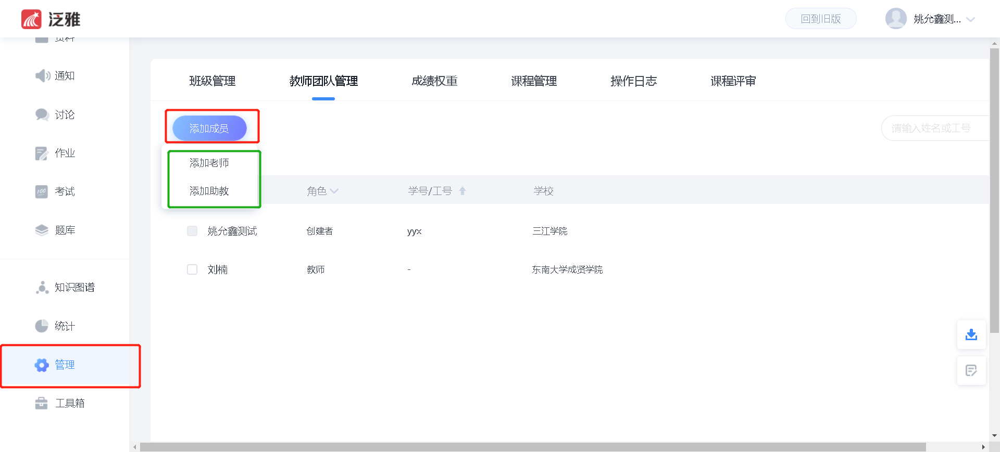 泛雅
回到旧版
姚允鑫测...
资料
通知
讨论
作业
考试
题库
知识图谱
统计
管理
工具箱
班级管理 教师团队管理 成绩权重 课程管理 操作日志 课程评审
添加成员
请输入姓名或工号
添加老师
添加助教
角色 学号/工号 学校
姚允鑫测试 创建者 yyx 三江学院
刘楠 教师 - 东南大学成贤学院